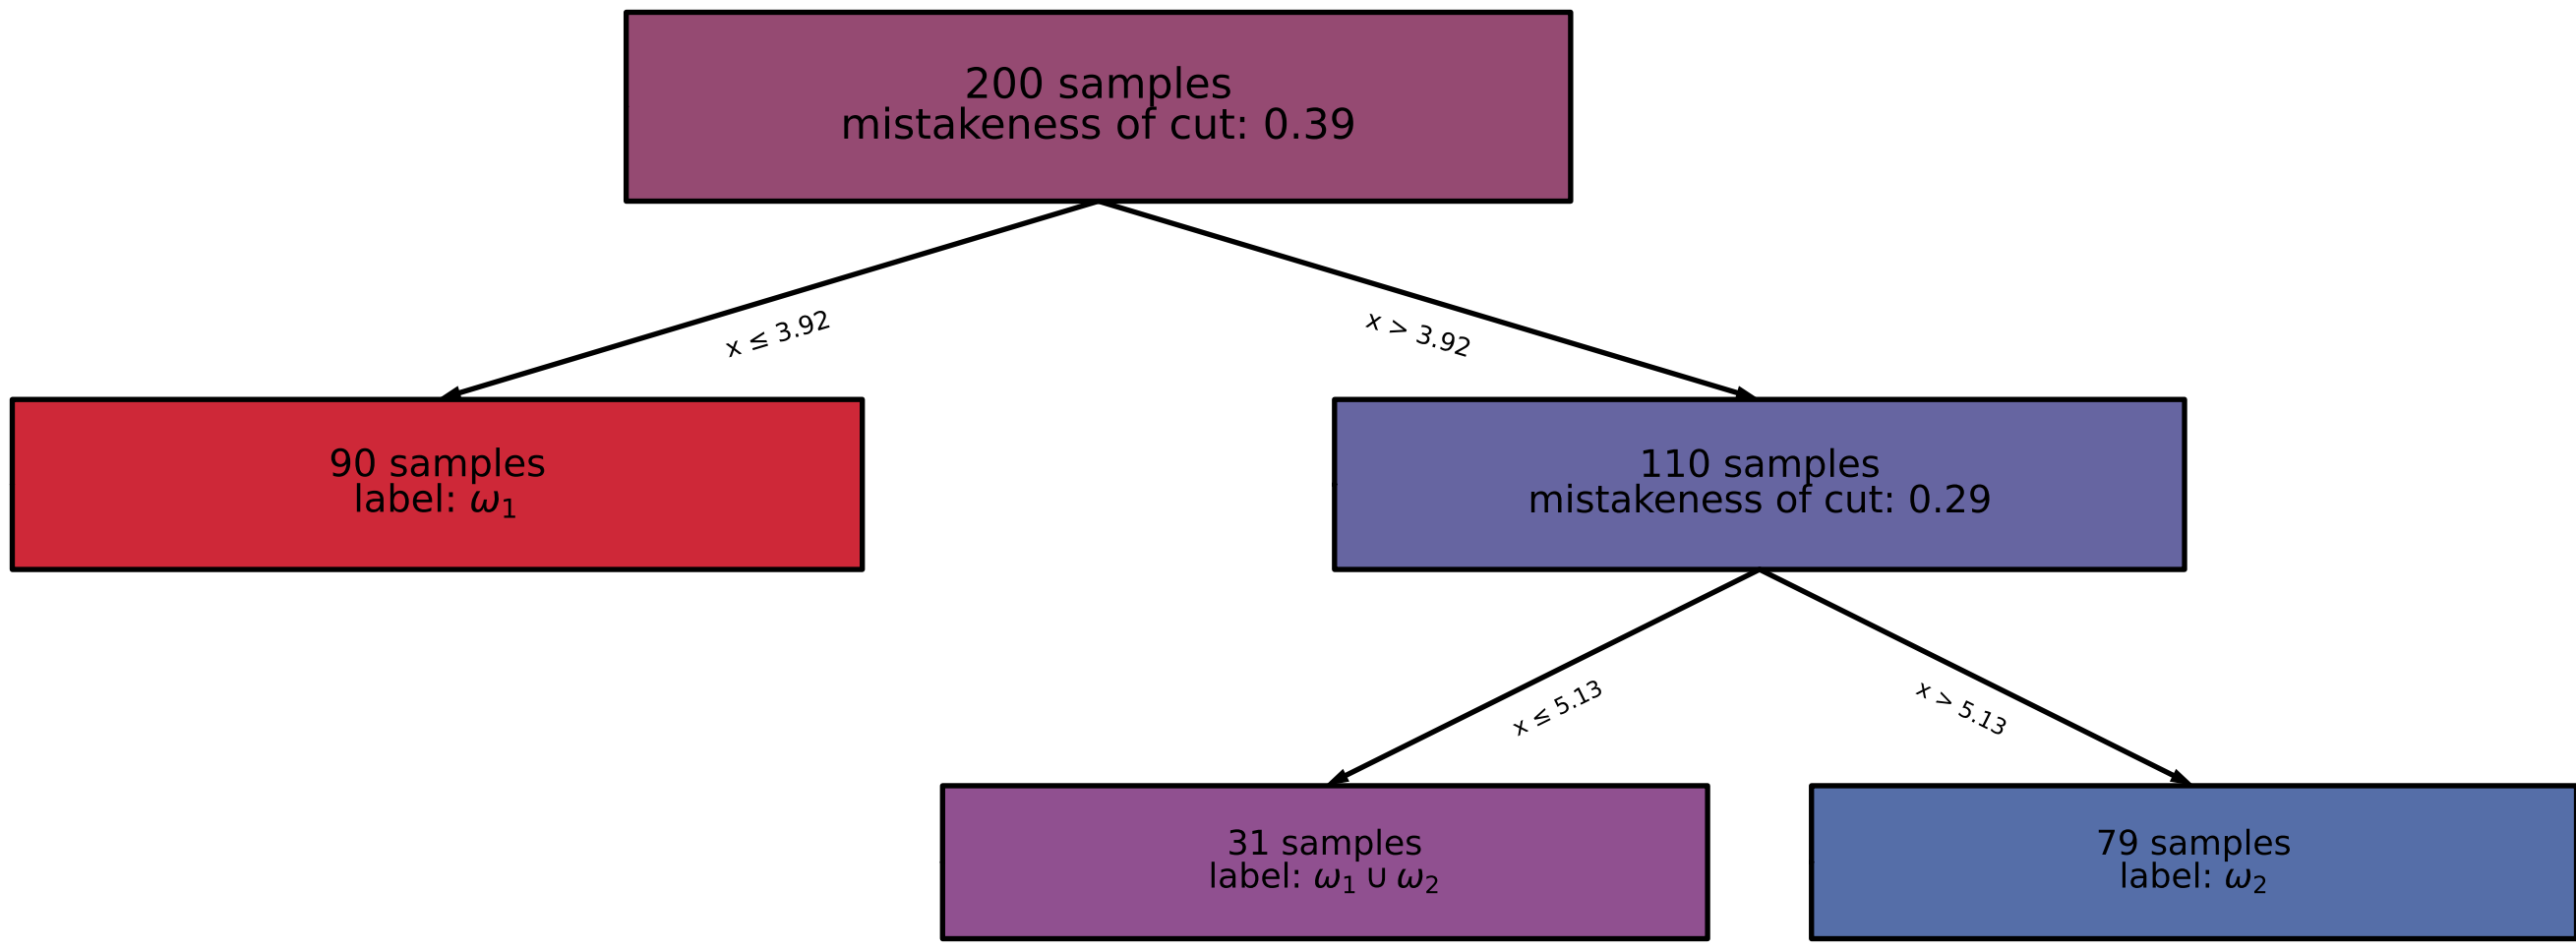 200 samples
mistakeness of cut: 0.39
x ≤ 3.92
x > 3.92
90 samples
label: ω₁
110 samples
mistakeness of cut: 0.29
x ≤ 5.13
x > 5.13
31 samples
label: ω₁ ∪ ω₂
79 samples
label: ω₂